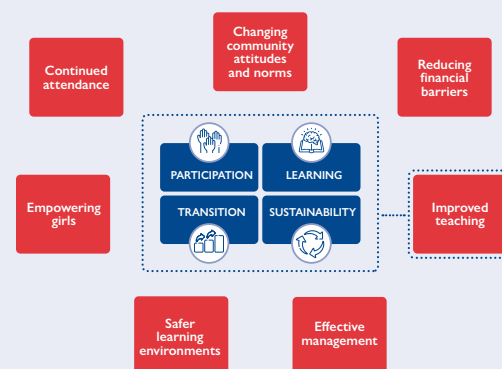 Changing
community
attitudes
and norms
Continued
attendance
Reducing
financial
barriers
PARTICIPATION
LEARNING
TRANSITION
SUSTAINABILITY
Empowering
girls
Improved
teaching
Safer
learning
environments
Effective
management